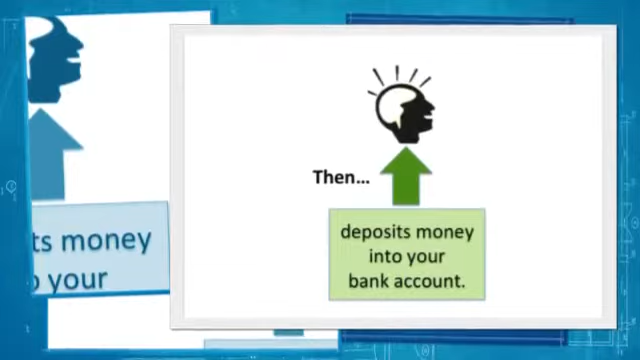 Then...
deposits money
into your
bank account.
ts money
your